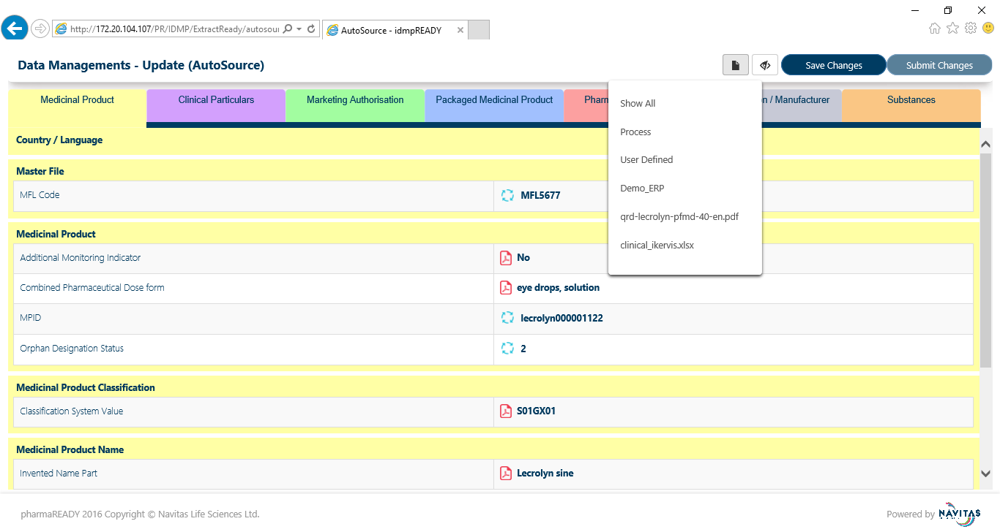 http://172.20.104.107/PR/IDMP/ExtractReady/autosour
AutoSource - idmpREADY
Data Managements - Update (AutoSource)
Save Changes
Submit Changes
Medicinal Product
Clinical Particulars
Marketing Authorisation
Packaged Medicinal Product
Pharm
n / Manufacturer
Substances
Show All
Process
User Defined
Demo_ERP
qrd-lecrolyn-pfmd-40-en.pdf
clinical_ikervis.xlsx
Country / Language
Master File
MFL Code
MFL5677
Medicinal Product
Additional Monitoring Indicator
No
Combined Pharmaceutical Dose form
eye drops, solution
MPID
lecrolyn000001122
Orphan Designation Status
2
Medicinal Product Classification
Classification System Value
S01GX01
Medicinal Product Name
Invented Name Part
Lecrolyn sine
pharmaREADY 2016 Copyright © Navitas Life Sciences Ltd.
Powered by NAVITAS